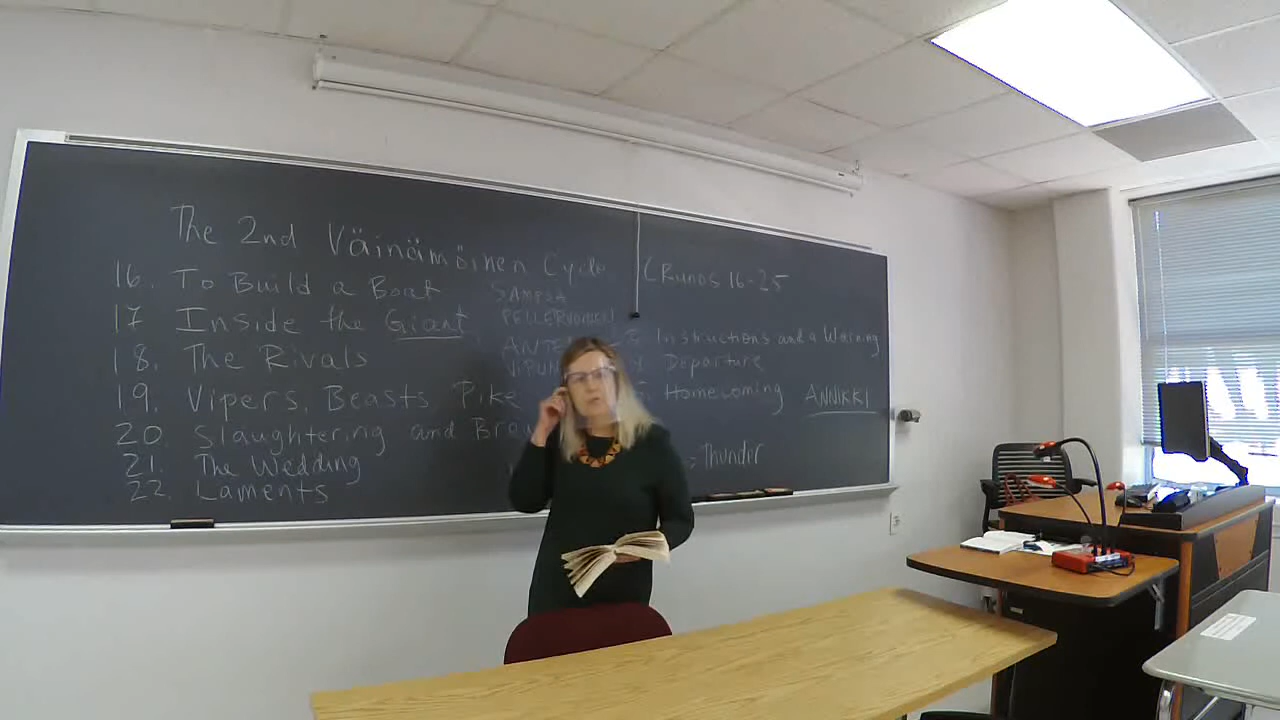 The 2nd Väinämöinen Cycle (Runos 16-25
16. To Build a Boat SAMPSA
PELLERVOINEN
17 Inside the Giant
18. The Rivals
19. Vipers, Beasts, Pike
20. Slaughtering and Br
21. The Wedding
22. Laments
Instructions and a Warning
Departure
Homecoming ANNIKKI
= Thunder